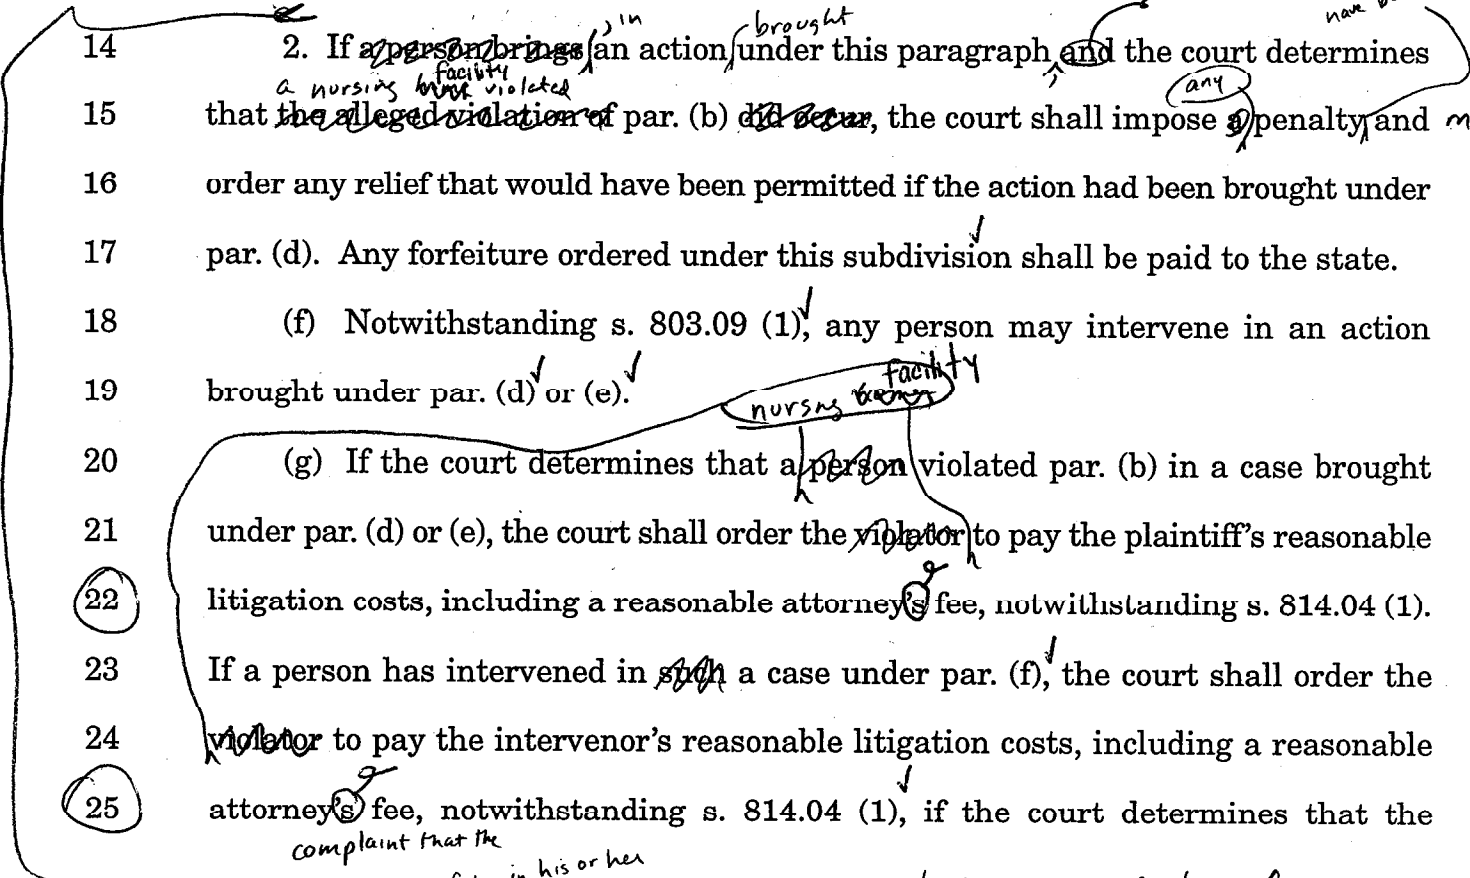 in
brought
14 2. If a person brings an action under this paragraph and the court determines
a nursing facility violated
any
15 that the alleged violation of par. (b) did occur, the court shall impose a penalty and
16 order any relief that would have been permitted if the action had been brought under
17 par. (d). Any forfeiture ordered under this subdivision shall be paid to the state.
18 (f) Notwithstanding s. 803.09 (1), any person may intervene in an action
19 brought under par. (d) or (e).
nursing facility
20 (g) If the court determines that a person violated par. (b) in a case brought
21 under par. (d) or (e), the court shall order the violator to pay the plaintiff's reasonable
22 litigation costs, including a reasonable attorney's fee, notwithstanding s. 814.04 (1).
23 If a person has intervened in such a case under par. (f), the court shall order the
24 violator to pay the intervenor's reasonable litigation costs, including a reasonable
25 attorney's fee, notwithstanding s. 814.04 (1), if the court determines that the
complaint that the
in his or her